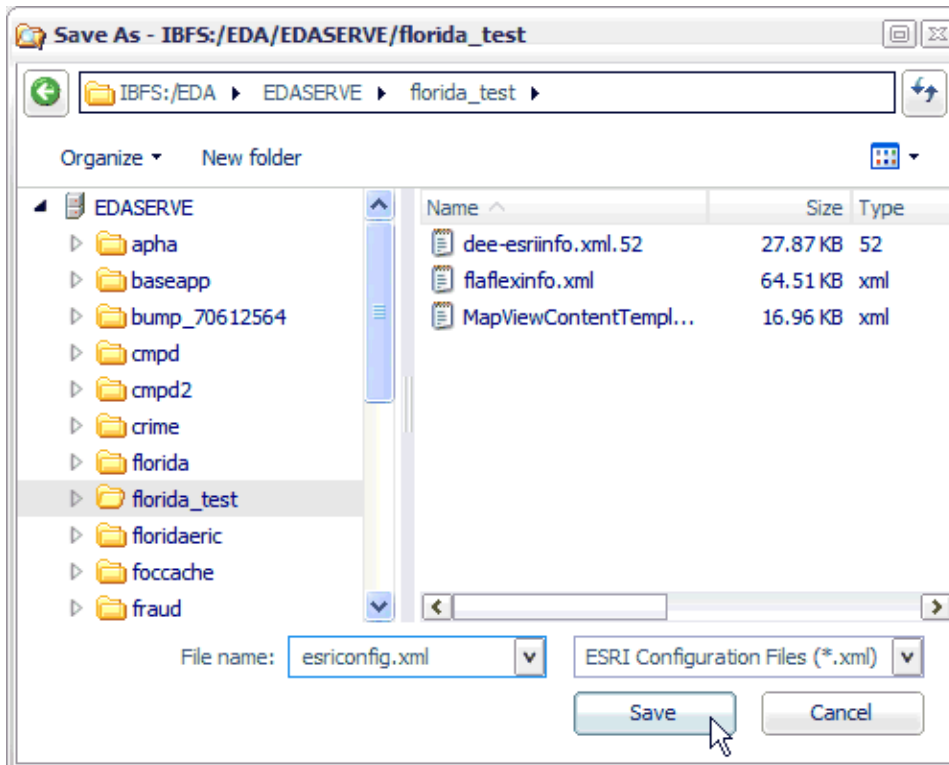 Save As - IBFS:/EDA/EDASERVE/florida_test
IBFS:/EDA EDASERVE florida_test
Organize New folder
EDASERVE
apha
baseapp
bump_70612564
cmpd
cmpd2
crime
florida
florida_test
floridaeric
foccache
fraud
Name Size Type
dee-esriinfo.xml.52 27.87 KB 52
flaflexinfo.xml 64.51 KB xml
MapViewContentTempl... 16.96 KB xml
File name: esriconfig.xml ESRI Configuration Files (*.xml)
Save Cancel